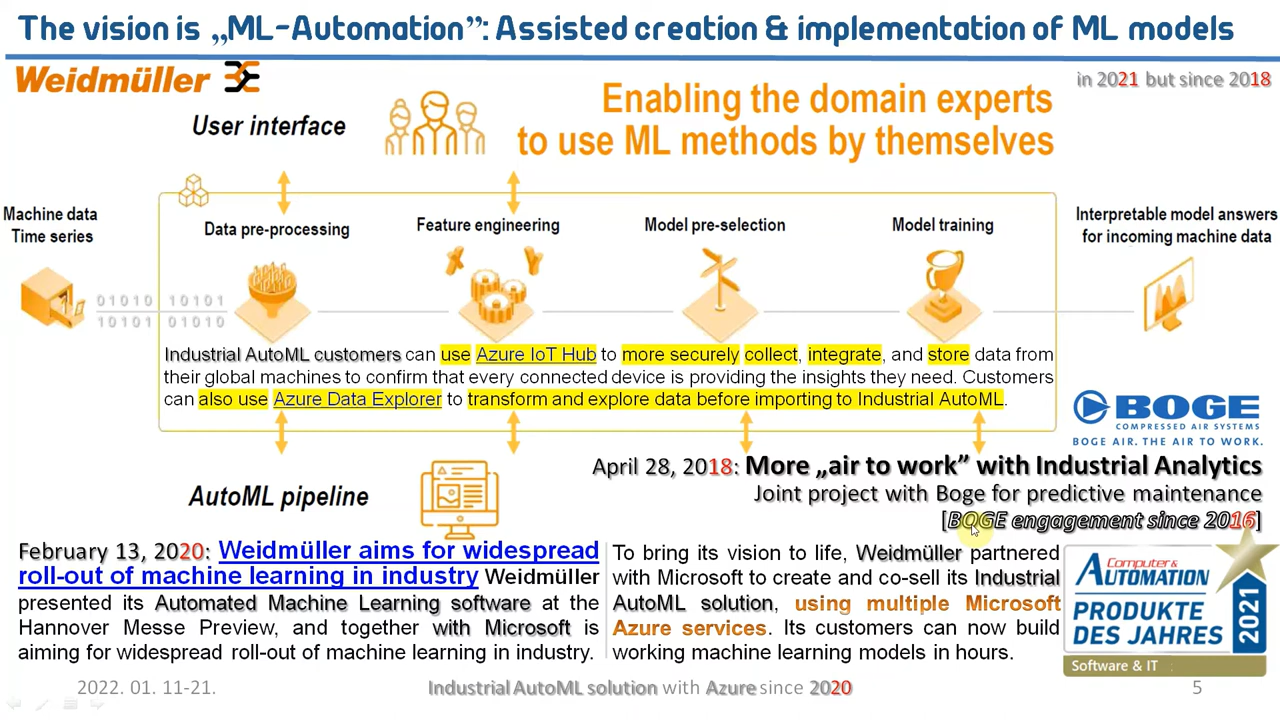 The vision is „ML-Automation”: Assisted creation & implementation of ML models
Weidmüller
in 2021 but since 2018
Enabling the domain experts
to use ML methods by themselves
User interface
Machine data
Time series
Data pre-processing
Feature engineering
Model pre-selection
Model training
Interpretable model answers
for incoming machine data
01010 10101
10101 01010
Industrial AutoML customers can use Azure IoT Hub to more securely collect, integrate, and store data from
their global machines to confirm that every connected device is providing the insights they need. Customers
can also use Azure Data Explorer to transform and explore data before importing to Industrial AutoML.
BOGE
COMPRESSED AIR SYSTEMS
BOGE AIR. THE AIR TO WORK.
AutoML pipeline
April 28, 2018: More „air to work” with Industrial Analytics
Joint project with Boge for predictive maintenance
[BOGE engagement since 2016]
February 13, 2020: Weidmüller aims for widespread
roll-out of machine learning in industry Weidmüller
presented its Automated Machine Learning software at the
Hannover Messe Preview, and together with Microsoft is
aiming for widespread roll-out of machine learning in industry.
To bring its vision to life, Weidmüller partnered
with Microsoft to create and co-sell its Industrial
AutoML solution, using multiple Microsoft
Azure services. Its customers can now build
working machine learning models in hours.
Computer&
AUTOMATION
PRODUKTE
DES JAHRES
2021
Software & IT
2022. 01. 11-21.
Industrial AutoML solution with Azure since 2020
5